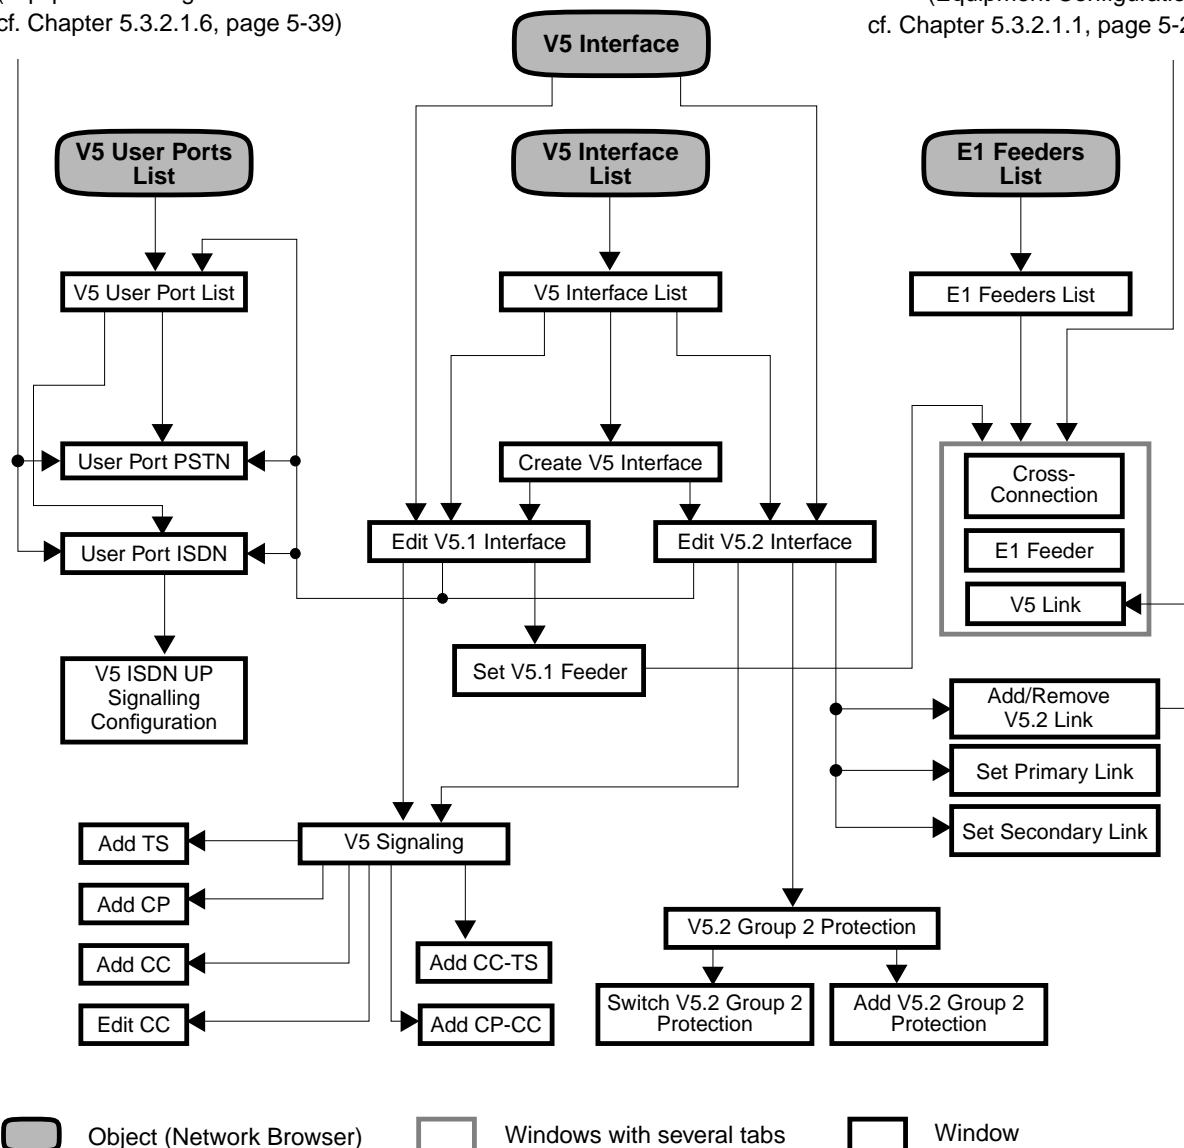 cf. Chapter 5.3.2.1.6, page 5-39)
(Equipment Configuration
cf. Chapter 5.3.2.1.1, page 5-2
V5 Interface
V5 User Ports
List
V5 Interface
List
E1 Feeders
List
V5 User Port List
V5 Interface List
E1 Feeders List
User Port PSTN
Create V5 Interface
Cross-
Connection
User Port ISDN
Edit V5.1 Interface
Edit V5.2 Interface
E1 Feeder
V5 Link
V5 ISDN UP
Signalling
Configuration
Set V5.1 Feeder
Add/Remove
V5.2 Link
Set Primary Link
Set Secondary Link
Add TS
V5 Signaling
Add CP
Add CC
Add CC-TS
Edit CC
Add CP-CC
V5.2 Group 2 Protection
Switch V5.2 Group 2
Protection
Add V5.2 Group 2
Protection
Object (Network Browser)
Windows with several tabs
Window